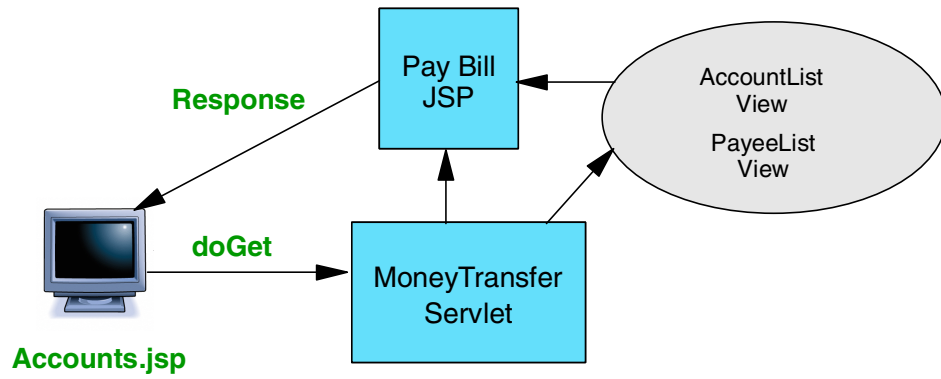 Pay Bill
JSP
AccountList
View
PayeeList
View
Response
doGet
MoneyTransfer
Servlet
Accounts.jsp